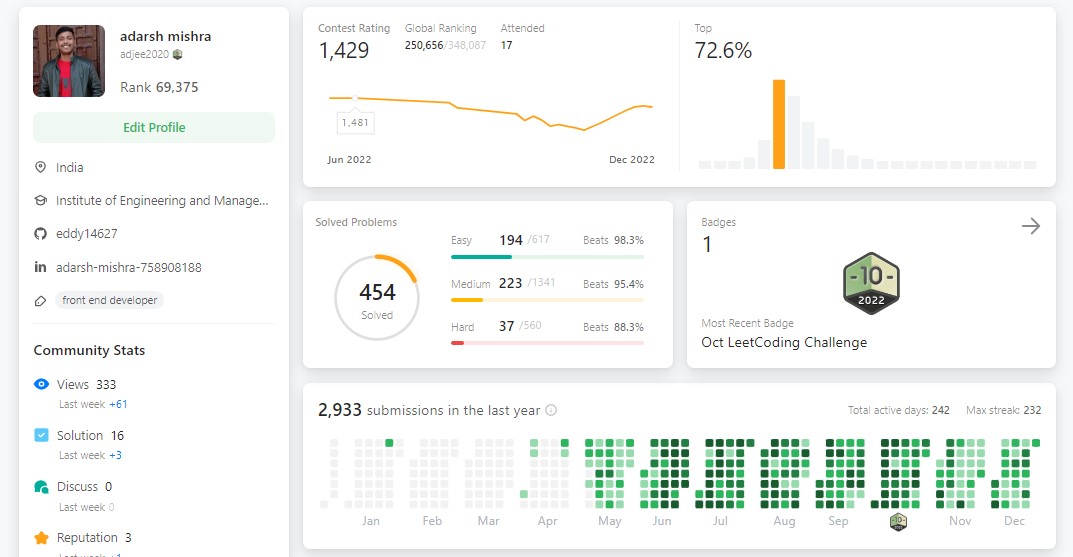 adarsh mishra
adjee2020
Rank 69,375
Edit Profile
India
Institute of Engineering and Manage...
eddy14627
adarsh-mishra-758908188
front end developer
Community Stats
Views 333
Last week +61
Solution 16
Last week +3
Discuss 0
Last week 0
Reputation 3
Last week +1
Contest Rating
1,429
Global Ranking
250,656/348,087
Attended
17
1,481
Jun 2022
Dec 2022
Top
72.6%
Solved Problems
454
Solved
Easy 194 /617 Beats 98.3%
Medium 223 /1341 Beats 95.4%
Hard 37 /560 Beats 88.3%
Badges
1
-10-
2022
Most Recent Badge
Oct LeetCoding Challenge
2,933 submissions in the last year
Total active days: 242 Max streak: 232
Jan Feb Mar Apr May Jun Jul Aug Sep -10- Nov Dec